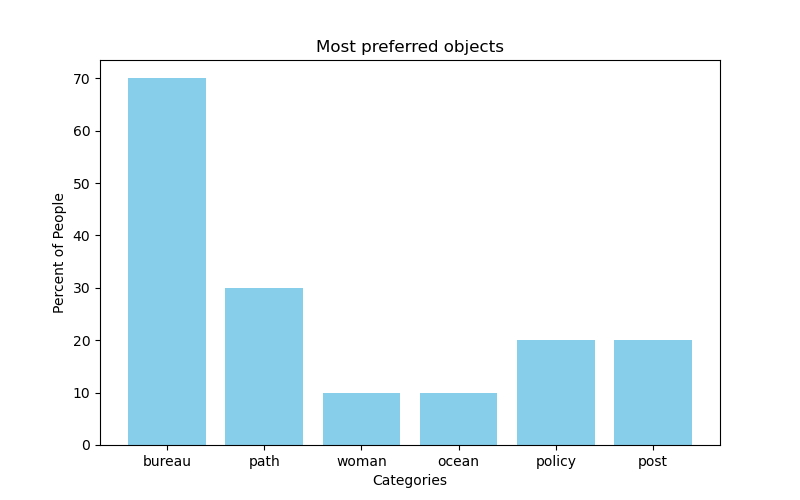 Most preferred objects
Percent of People
70
60
50
40
30
20
10
0
bureau path woman ocean policy post
Categories